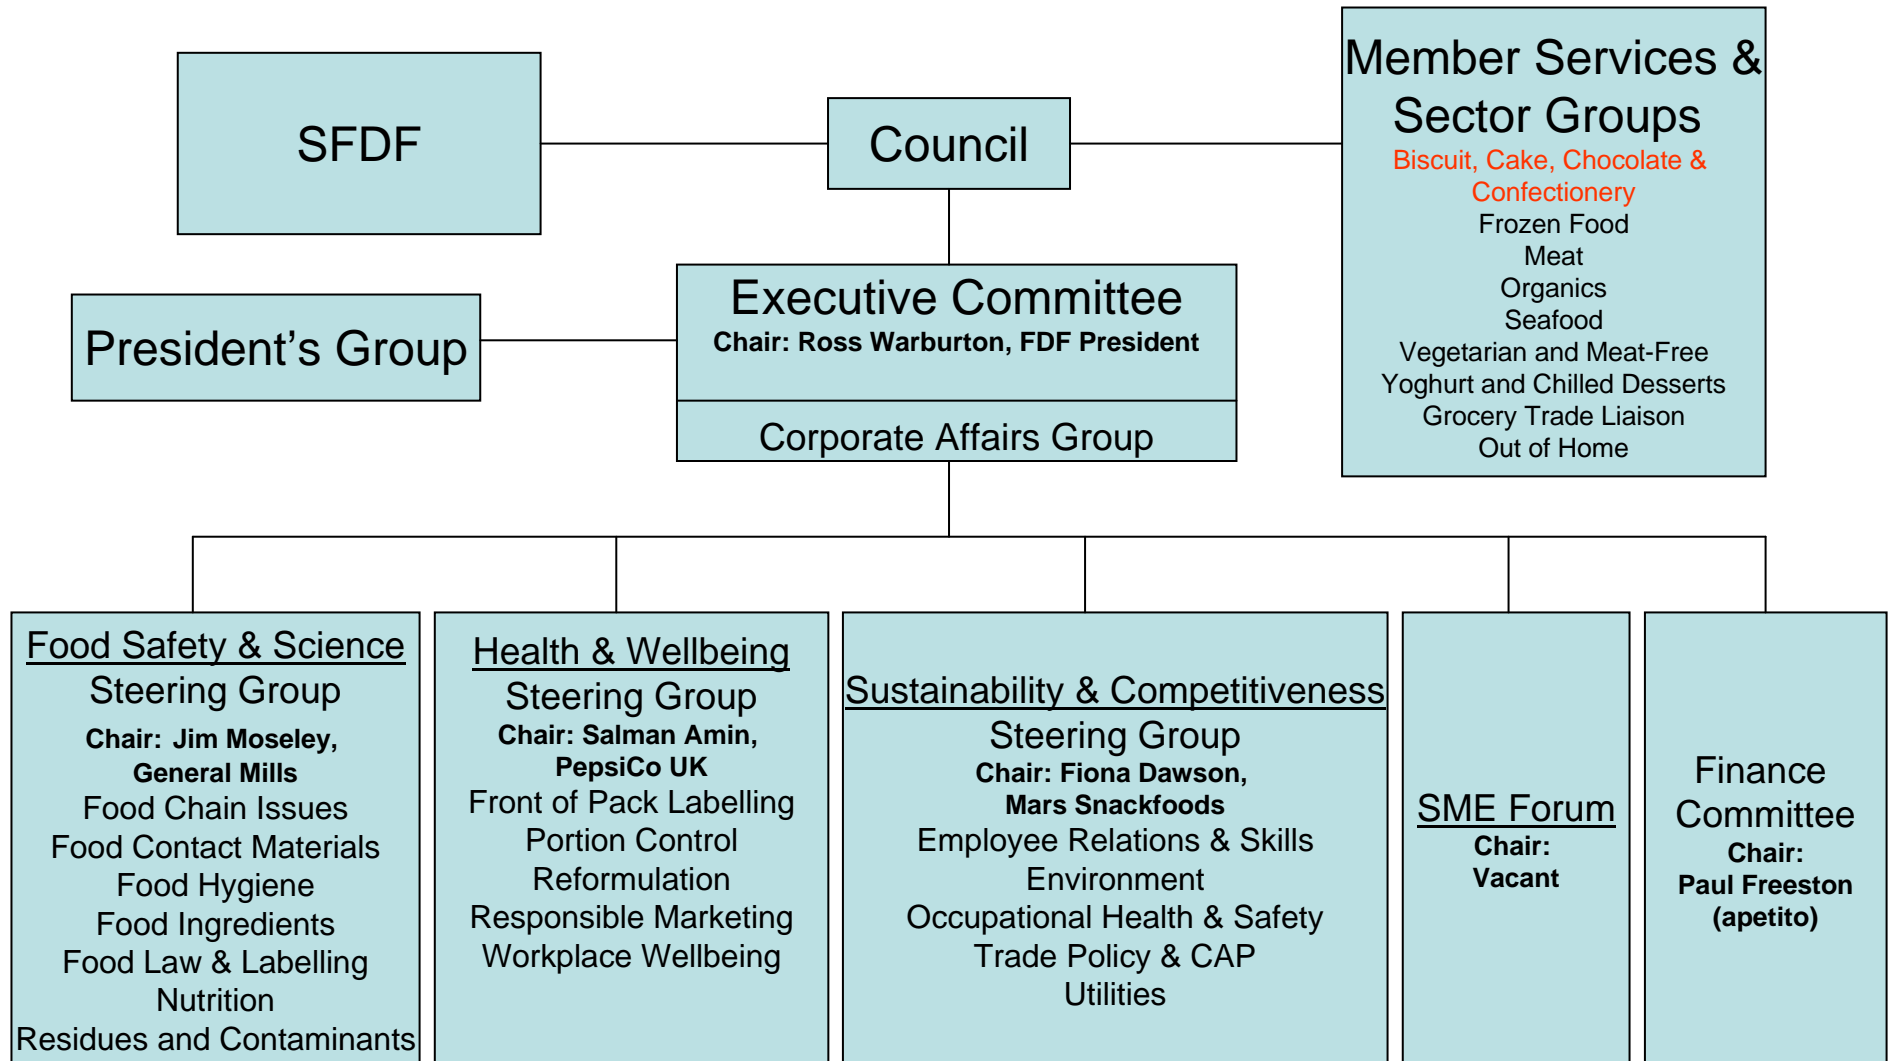 SFDF
Council
Member Services &
Sector Groups
Biscuit, Cake, Chocolate &
Confectionery
Frozen Food
Meat
Organics
Seafood
Vegetarian and Meat-Free
Yoghurt and Chilled Desserts
Grocery Trade Liaison
Out of Home
President’s Group
Executive Committee
Chair: Ross Warburton, FDF President
Corporate Affairs Group
Food Safety & Science
Steering Group
Chair: Jim Moseley,
General Mills
Food Chain Issues
Food Contact Materials
Food Hygiene
Food Ingredients
Food Law & Labelling
Nutrition
Residues and Contaminants
Health & Wellbeing
Steering Group
Chair: Salman Amin,
PepsiCo UK
Front of Pack Labelling
Portion Control
Reformulation
Responsible Marketing
Workplace Wellbeing
Sustainability & Competitiveness
Steering Group
Chair: Fiona Dawson,
Mars Snackfoods
Employee Relations & Skills
Environment
Occupational Health & Safety
Trade Policy & CAP
Utilities
SME Forum
Chair:
Vacant
Finance
Committee
Chair:
Paul Freeston
(apetito)